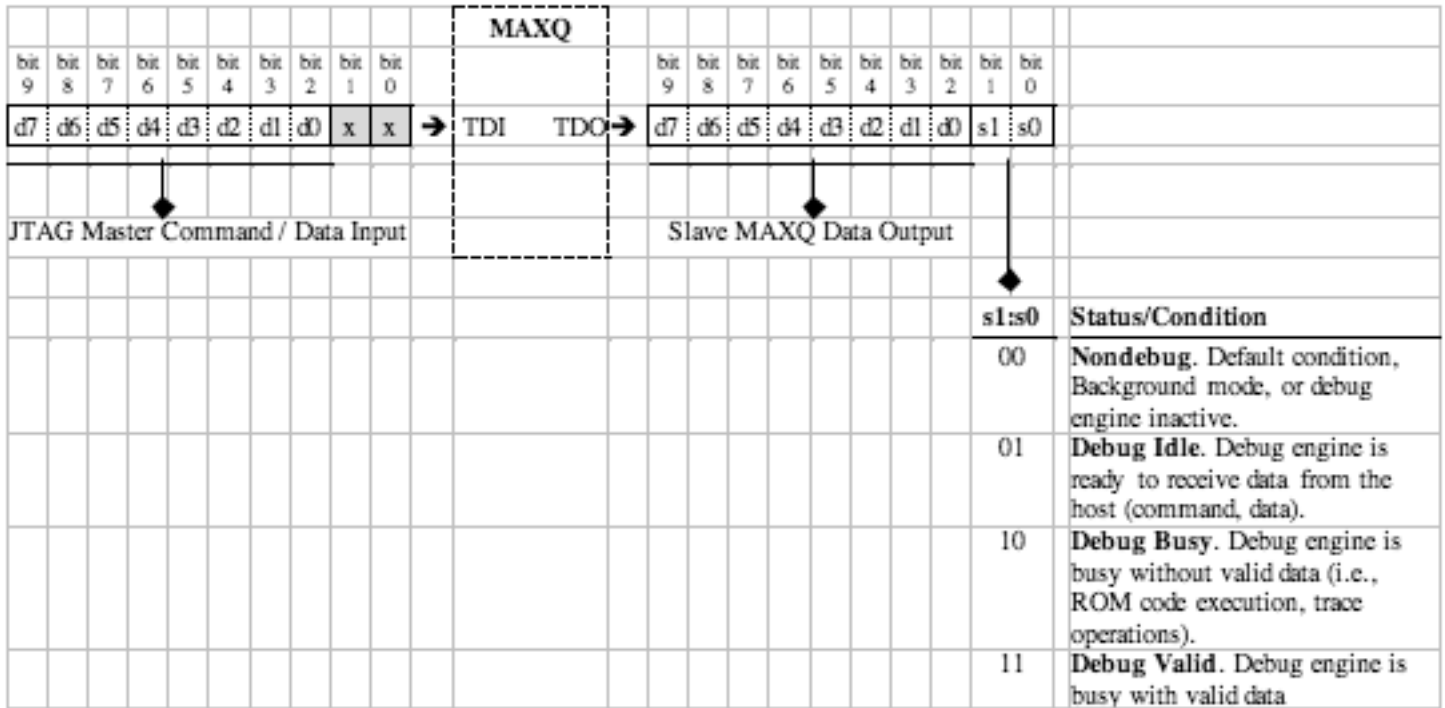 MAXQ
bit bit bit bit bit bit bit bit bit bit bit bit bit bit bit bit bit bit bit bit
9 8 7 6 5 4 3 2 1 0 9 8 7 6 5 4 3 2 1 0
d7 d6 d5 d4 d3 d2 d1 d0 x x ➔ TDI TDO ➔ d7 d6 d5 d4 d3 d2 d1 d0 s1 s0
JTAG Master Command / Data Input Slave MAXQ Data Output
s1:s0 Status/Condition
00 Nondebug. Default condition,
Background mode, or debug
engine inactive.
01 Debug Idle. Debug engine is
ready to receive data from the
host (command, data).
10 Debug Busy. Debug engine is
busy without valid data (i.e.,
ROM code execution, trace
operations).
11 Debug Valid. Debug engine is
busy with valid data